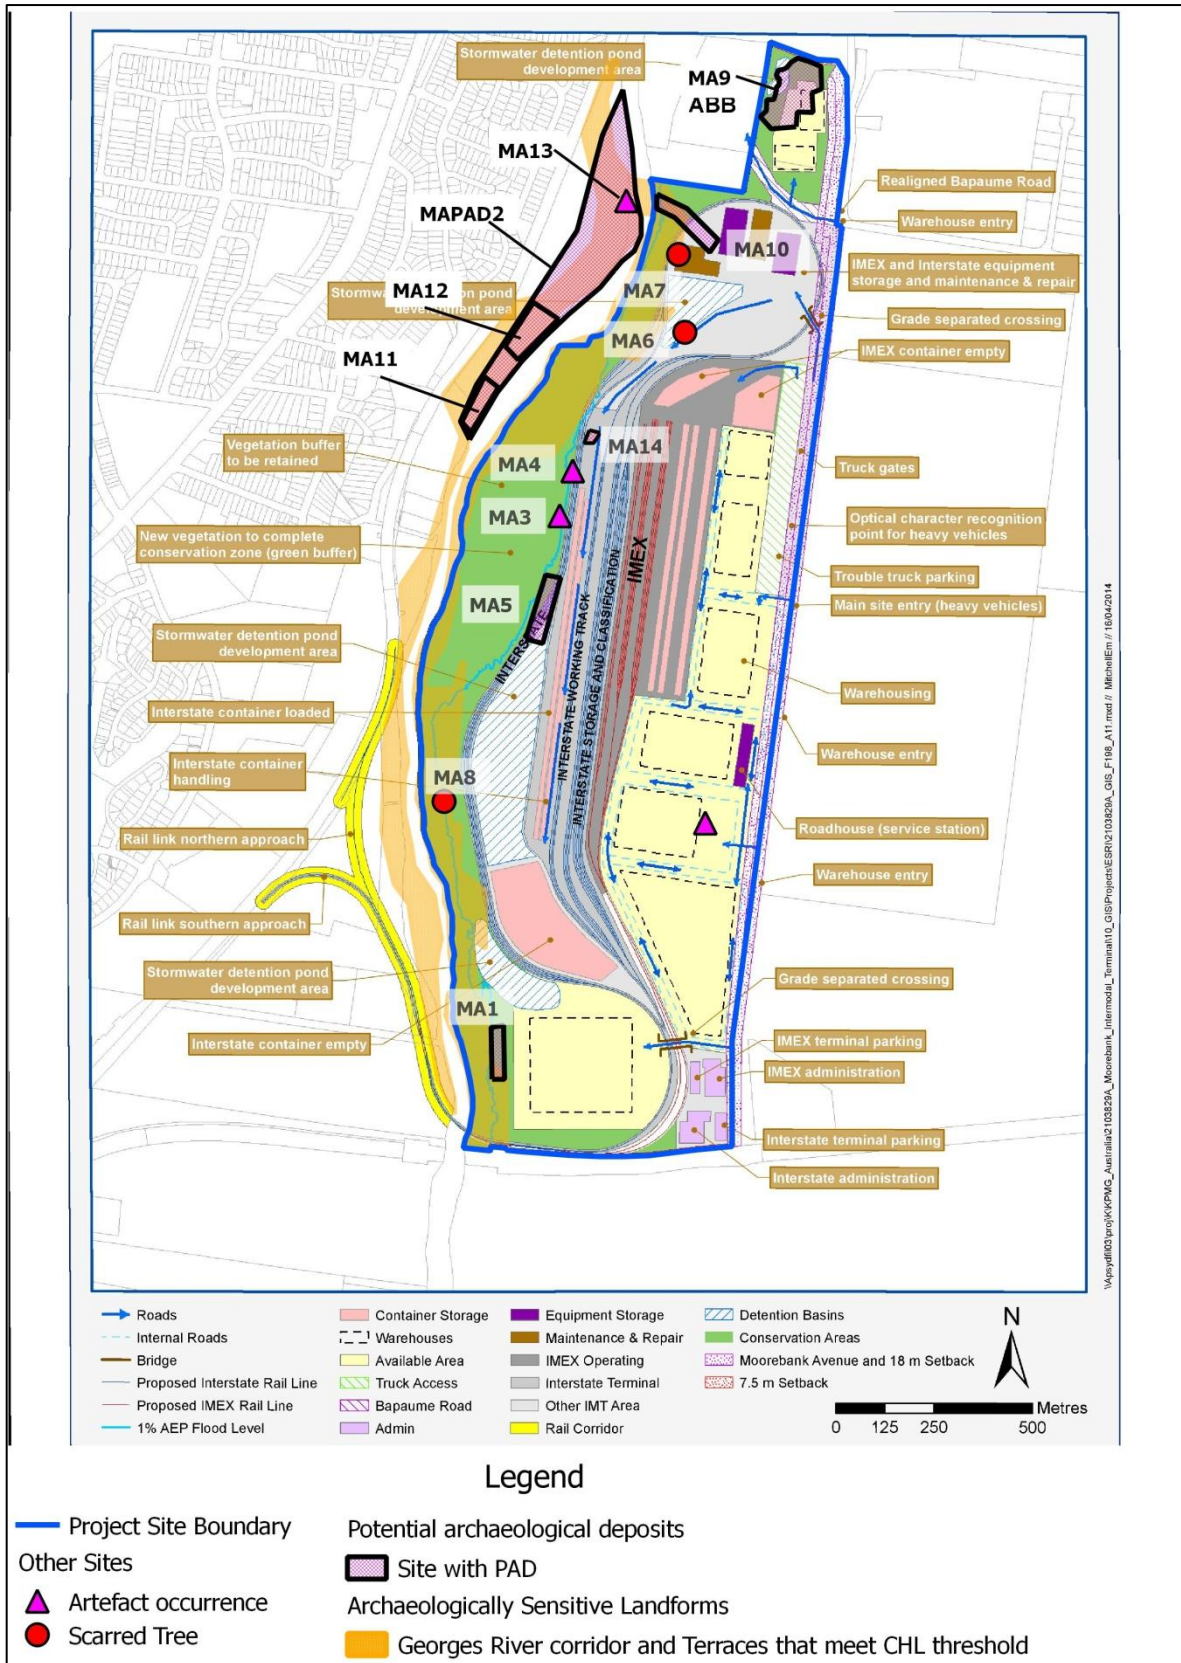 Stormwater detention pond
development area
MA9
ABB
MA13
MAPAD2
Realigned Bapaume Road
Warehouse entry
MA10
IMEX and Interstate equipment
storage and maintenance & repair
Stormwater detention pond
development area
MA12
MA7
Grade separated crossing
MA6
MA11
IMEX container empty
Vegetation buffer
to be retained
MA14
MA4
Truck gates
MA3
Optical character recognition
point for heavy vehicles
New vegetation to complete
conservation zone (green buffer)
IMEX
Trouble truck parking
MA5
Main site entry (heavy vehicles)
INTERSTATE
Stormwater detention pond
development area
INTERSTATE WORKING TRACK
INTERSTATE STORAGE AND CLASSIFICATION
Warehousing
Interstate container loaded
Warehouse entry
Interstate container
handling
MA8
Roadhouse (service station)
Rail link northern approach
Warehouse entry
Rail link southern approach
Stormwater detention pond
development area
Grade separated crossing
MA1
Interstate container empty
IMEX terminal parking
IMEX administration
Interstate terminal parking
Interstate administration
Roads
Internal Roads
Bridge
Proposed Interstate Rail Line
Proposed IMEX Rail Line
1% AEP Flood Level
Container Storage
Warehouses
Available Area
Truck Access
Bapaume Road
Admin
Equipment Storage
Maintenance & Repair
IMEX Operating
Interstate Terminal
Other IMT Area
Rail Corridor
Detention Basins
Conservation Areas
Moorebank Avenue and 18 m Setback
7.5 m Setback
N
Metres
0 125 250 500
Legend
Project Site Boundary
Other Sites
Artefact occurrence
Scarred Tree
Potential archaeological deposits
Site with PAD
Archaeologically Sensitive Landforms
Georges River corridor and Terraces that meet CHL threshold